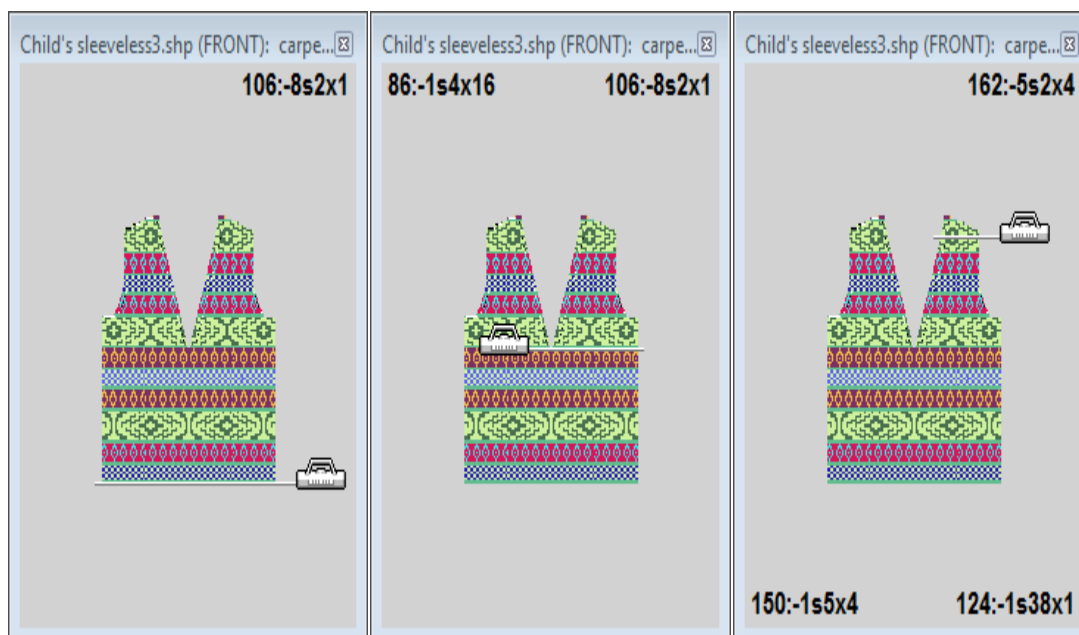 Child's sleeveless3.shp (FRONT): carpe...
106:-8s2x1
Child's sleeveless3.shp (FRONT): carpe...
86:-1s4x16 106:-8s2x1
Child's sleeveless3.shp (FRONT): carpe...
162:-5s2x4
150:-1s5x4 124:-1s38x1